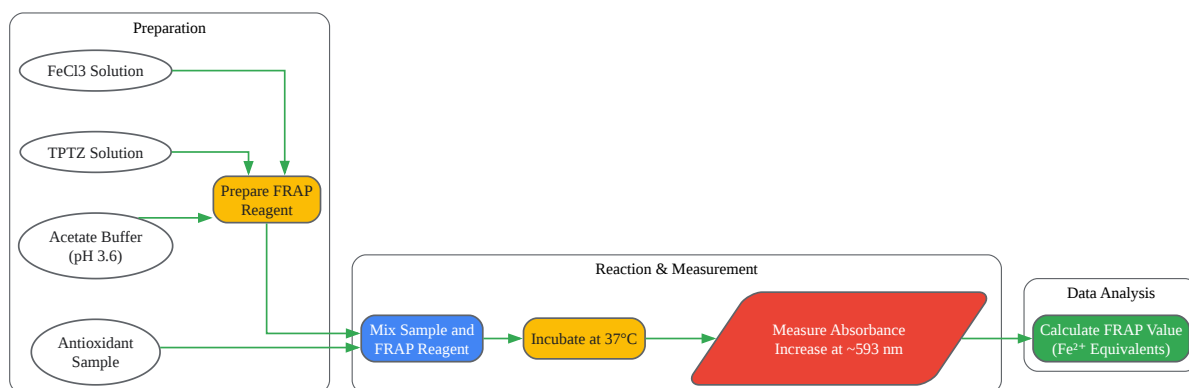 Preparation
FeCl3 Solution
TPTZ Solution
Prepare FRAP
Reagent
Acetate Buffer
(pH 3.6)
Antioxidant
Sample
Reaction & Measurement
Mix Sample and
FRAP Reagent
Incubate at 37°C
Measure Absorbance
Increase at ~593 nm
Data Analysis
Calculate FRAP Value
(Fe²⁺ Equivalents)